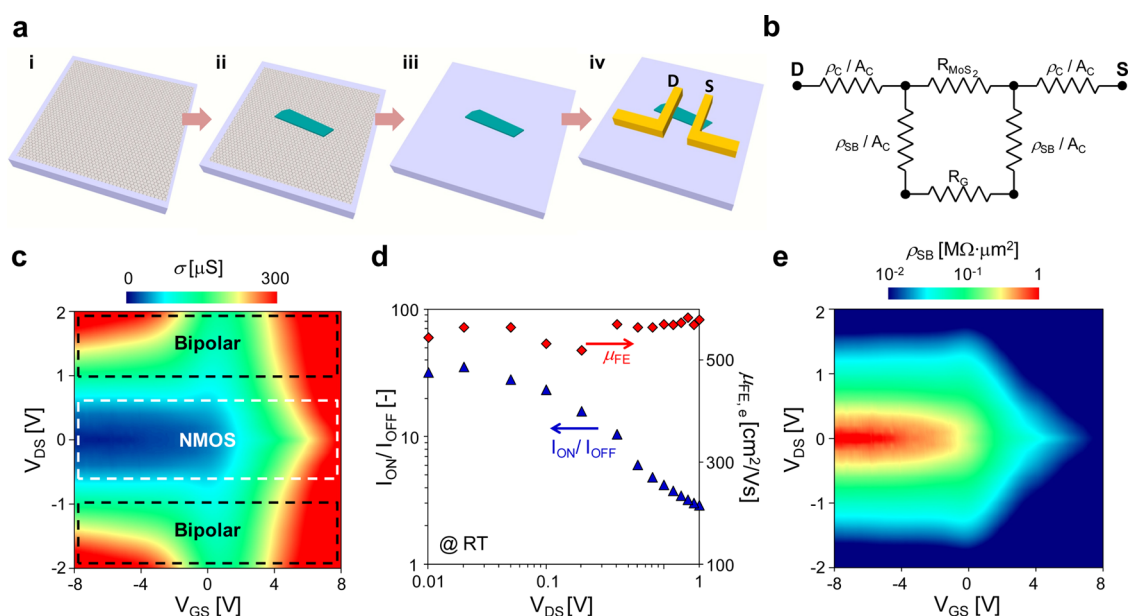 a
i
ii
iii
iv
D
S
b
D
ρC / AC
RMoS2
ρC / AC
S
ρSB / AC
ρSB / AC
RG
c
σ [μS]
0
300
2
1
0
-1
-2
VDS [V]
Bipolar
NMOS
Bipolar
-8
-4
0
4
8
VGS [V]
d
100
10
1
ION/ IOFF [-]
μFE
ION/ IOFF
@ RT
0.01
0.1
1
VDS [V]
500
300
100
μFE, e [cm²/Vs]
e
ρSB [MΩ·μm²]
10⁻²
10⁻¹
1
2
1
0
-1
-2
VDS [V]
-8
-4
0
4
8
VGS [V]